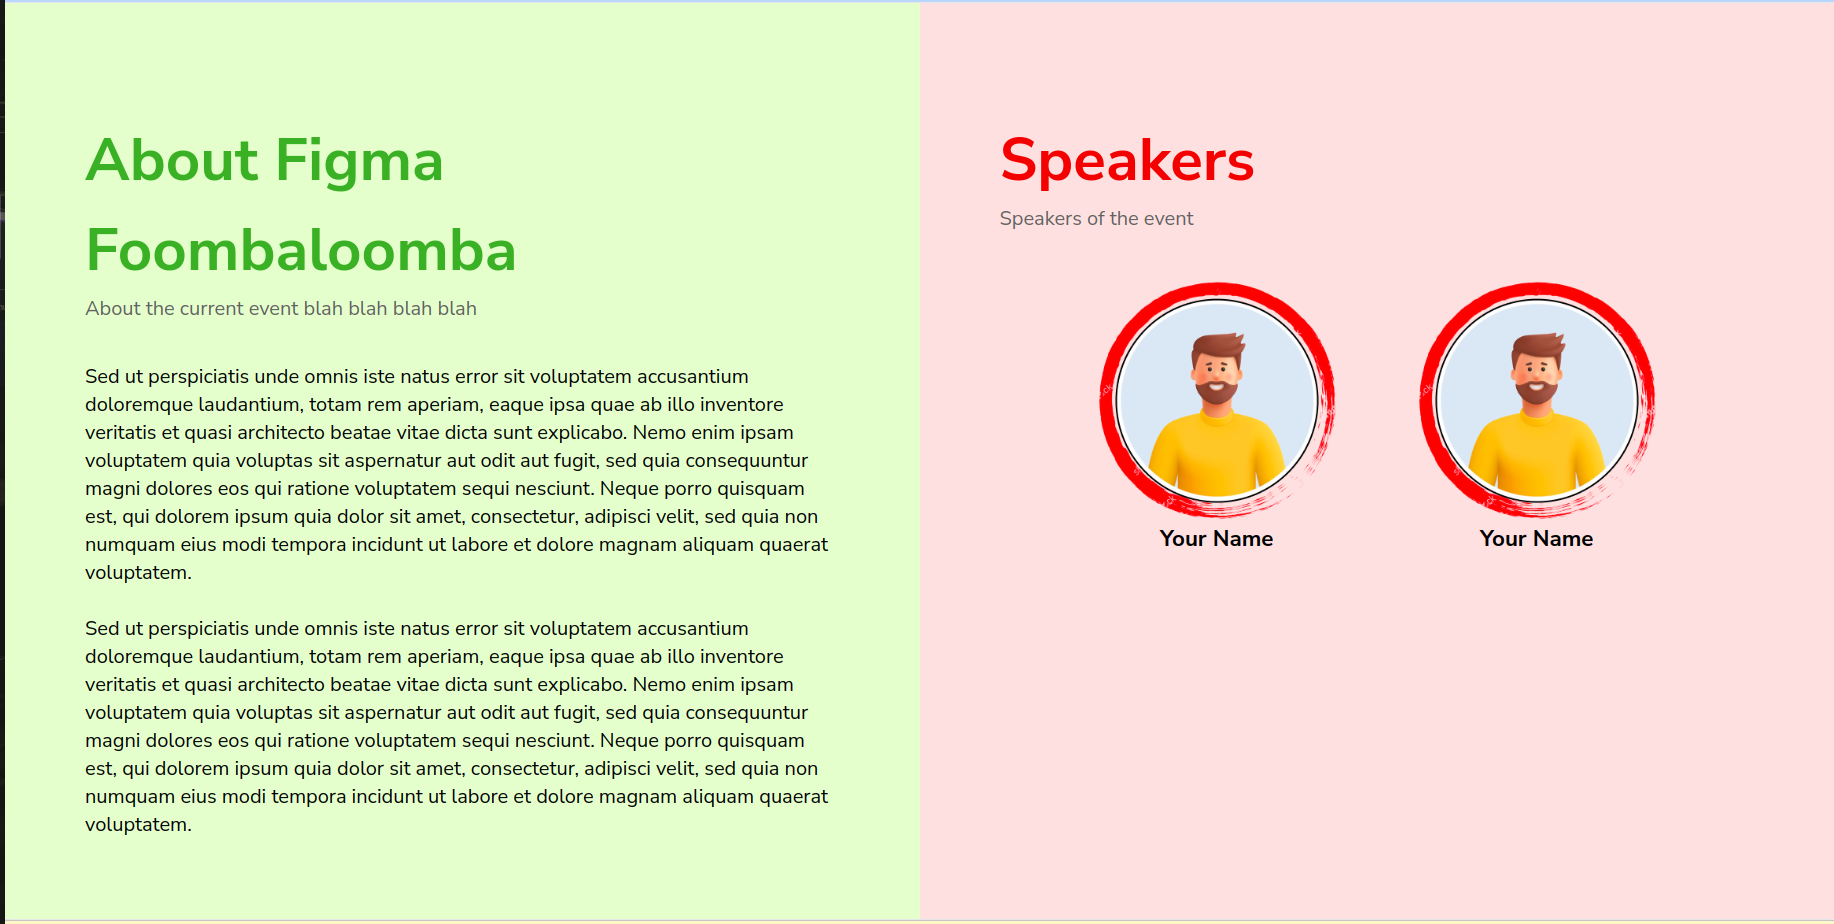 About Figma
Foombaloomba
About the current event blah blah blah blah
Sed ut perspiciatis unde omnis iste natus error sit voluptatem accusantium
doloremque laudantium, totam rem aperiam, eaque ipsa quae ab illo inventore
veritatis et quasi architecto beatae vitae dicta sunt explicabo. Nemo enim ipsam
voluptatem quia voluptas sit aspernatur aut odit aut fugit, sed quia consequuntur
magni dolores eos qui ratione voluptatem sequi nesciunt. Neque porro quisquam
est, qui dolorem ipsum quia dolor sit amet, consectetur, adipisci velit, sed quia non
numquam eius modi tempora incidunt ut labore et dolore magnam aliquam quaerat
voluptatem.
Sed ut perspiciatis unde omnis iste natus error sit voluptatem accusantium
doloremque laudantium, totam rem aperiam, eaque ipsa quae ab illo inventore
veritatis et quasi architecto beatae vitae dicta sunt explicabo. Nemo enim ipsam
voluptatem quia voluptas sit aspernatur aut odit aut fugit, sed quia consequuntur
magni dolores eos qui ratione voluptatem sequi nesciunt. Neque porro quisquam
est, qui dolorem ipsum quia dolor sit amet, consectetur, adipisci velit, sed quia non
numquam eius modi tempora incidunt ut labore et dolore magnam aliquam quaerat
voluptatem.
Speakers
Speakers of the event
Your Name
Your Name